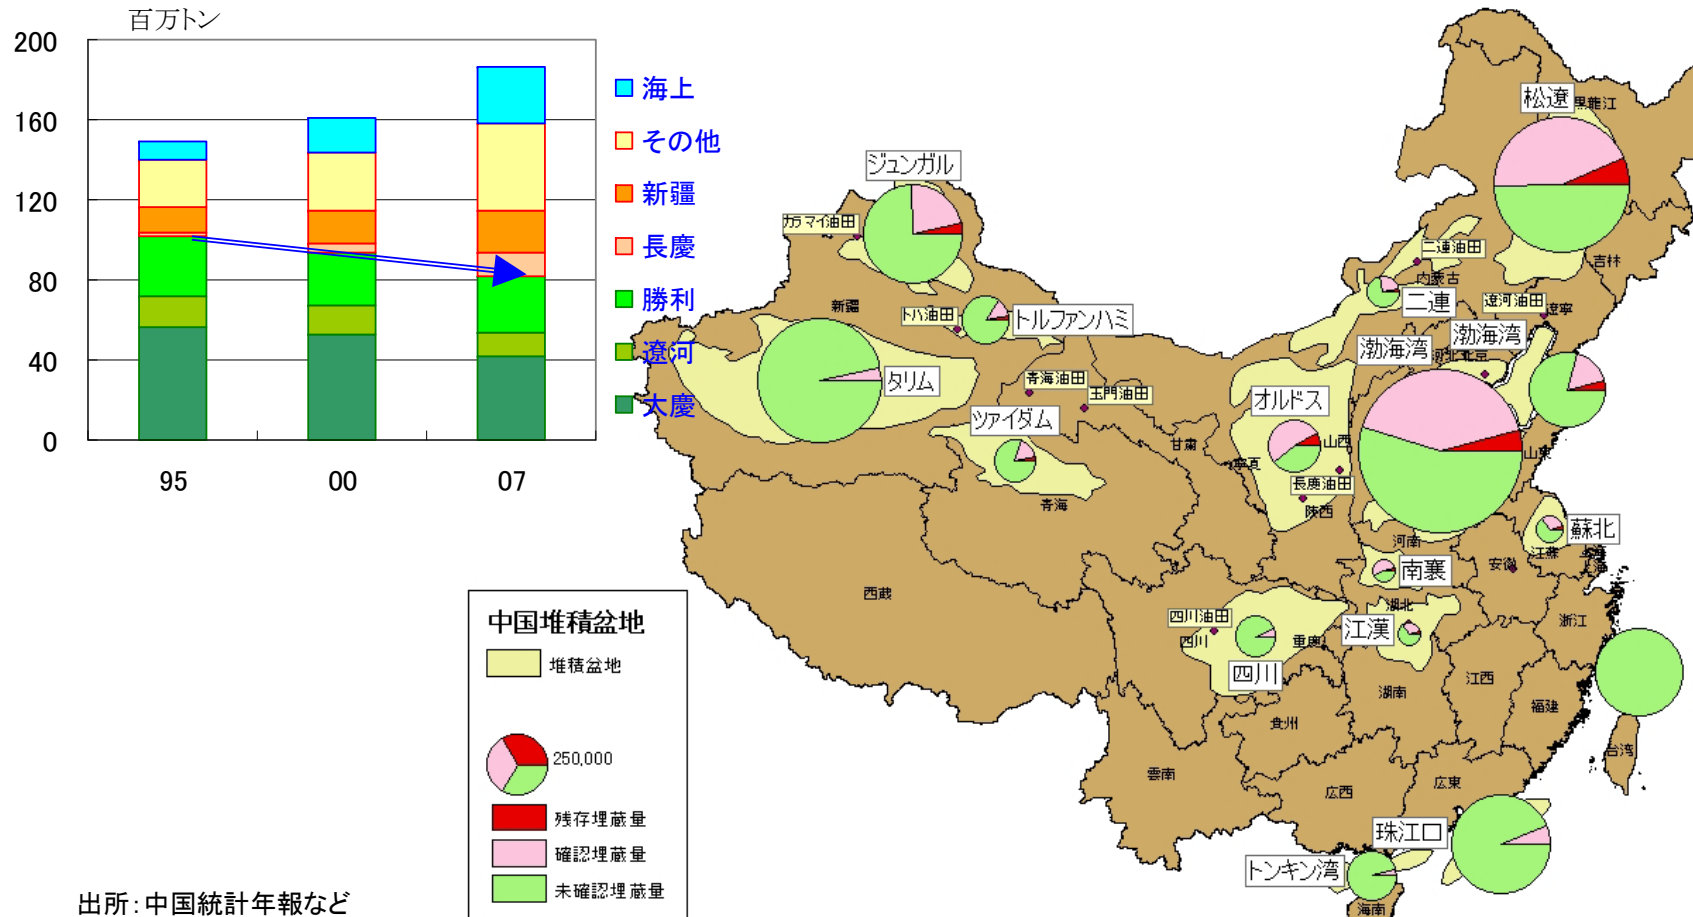 百万トン
200
160
120
80
40
0
95
00
07
海上
その他
新疆
長慶
勝利
遼河
大慶
中国堆積盆地
堆積盆地
250,000
残存埋蔵量
確認埋蔵量
未確認埋蔵量
出所：中国統計年報など
松遼
黒龍江
ジュンガル
カラマイ油田
二連油田
内蒙古
吉林
二連
遼河油田
遼寧
渤海湾
渤海湾
河北
北京
新疆
トハ油田
トルファンハミ
タリム
青海油田
玉門油田
ツァイダム
オルドス
山西
甘粛
寧夏
長慶油田
陝西
山東
青海
河南
蘇北
江蘇
安徽
南襄
西蔵
湖北
江漢
浙江
四川油田
四川
重慶
四川
湖南
江西
福建
貴州
台湾
雲南
広西
広東
珠江口
トンキン湾
海南